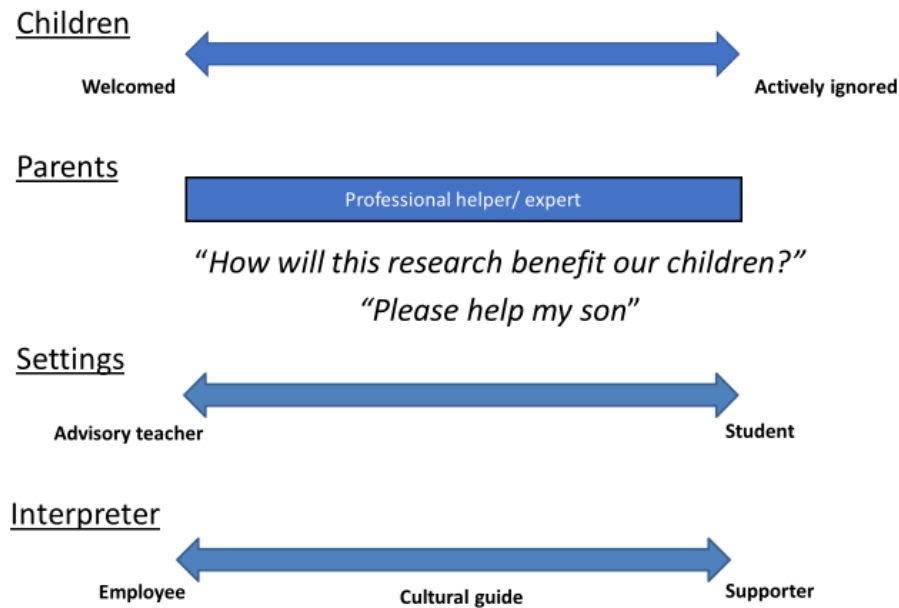 Children
Welcomed
Actively ignored
Parents
Professional helper/ expert
“How will this research benefit our children?”
“Please help my son”
Settings
Advisory teacher
Student
Interpreter
Employee
Cultural guide
Supporter